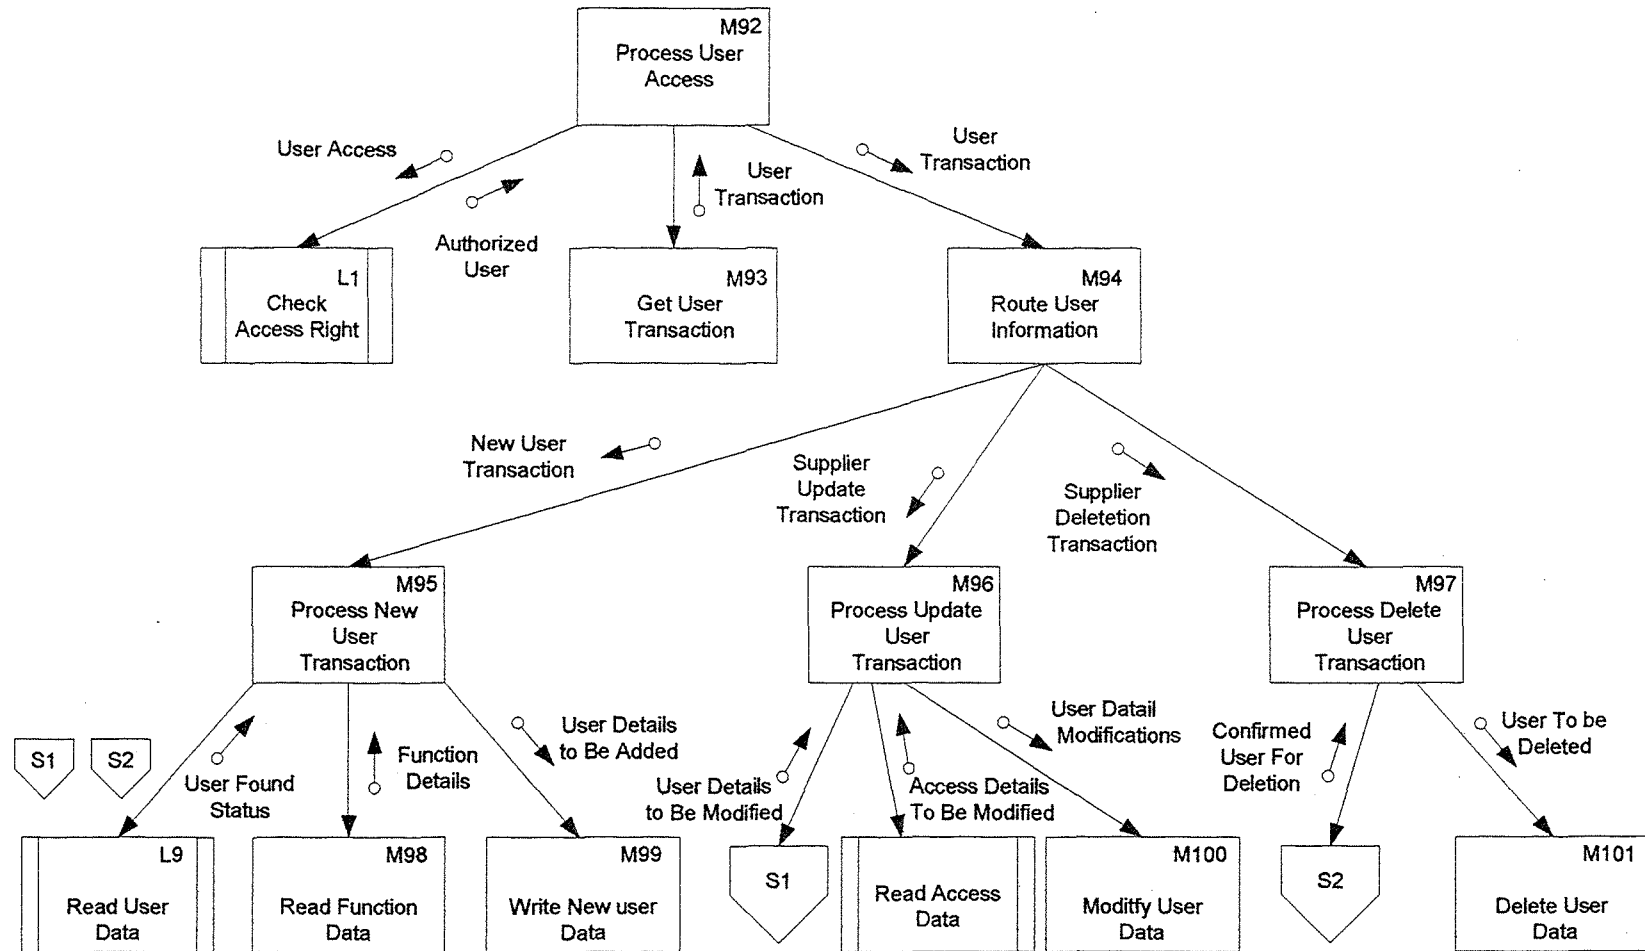 M92
Process User
Access
User Access
Authorized
User
User
Transaction
User
Transaction
L1
Check
Access Right
M93
Get User
Transaction
M94
Route User
Information
New User
Transaction
Supplier
Update
Transaction
Supplier
Deletetion
Transaction
M95
Process New
User
Transaction
M96
Process Update
User
Transaction
M97
Process Delete
User
Transaction
S1
S2
User Found
Status
Function
Details
User Details
to Be Added
User Details
to Be Modified
Access Details
To Be Modified
User Datail
Modifications
Confirmed
User For
Deletion
User To be
Deleted
L9
Read User
Data
M98
Read Function
Data
M99
Write New user
Data
S1
Read Access
Data
M100
Moditfy User
Data
S2
M101
Delete User
Data